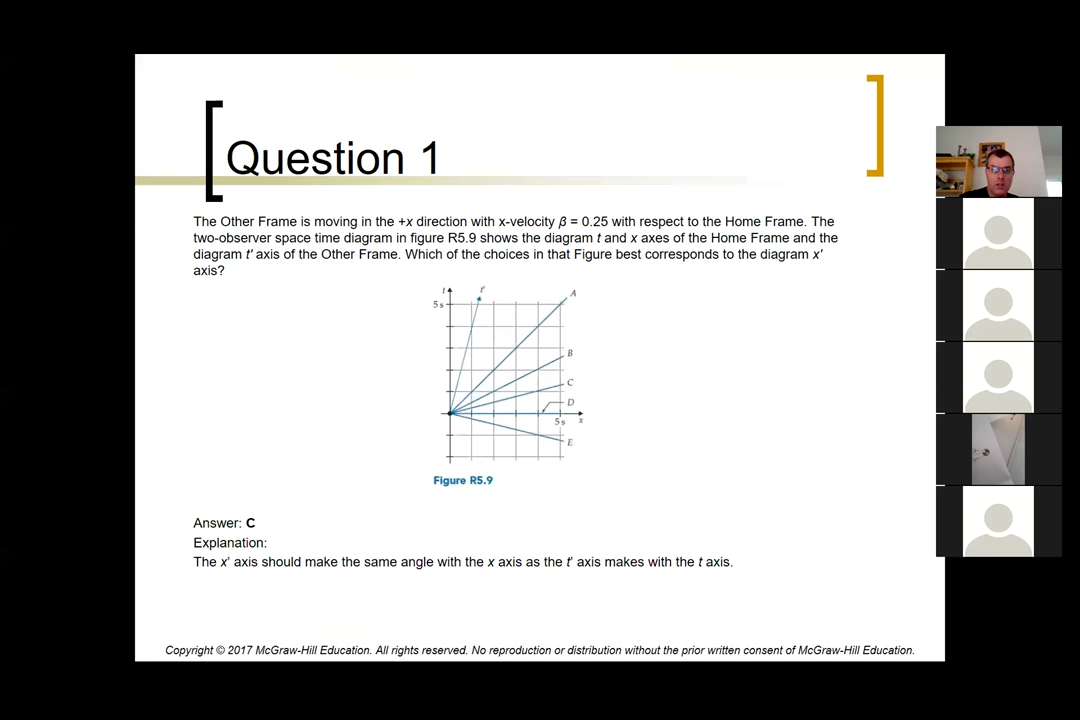 Question 1
The Other Frame is moving in the +x direction with x-velocity β = 0.25 with respect to the Home Frame. The
two-observer space time diagram in figure R5.9 shows the diagram t and x axes of the Home Frame and the
diagram t' axis of the Other Frame. Which of the choices in that Figure best corresponds to the diagram x'
axis?
t t' A
5 s
B
C
D
5 s x
E
Figure R5.9
Answer: C
Explanation:
The x' axis should make the same angle with the x axis as the t' axis makes with the t axis.
Copyright © 2017 McGraw-Hill Education. All rights reserved. No reproduction or distribution without the prior written consent of McGraw-Hill Education.